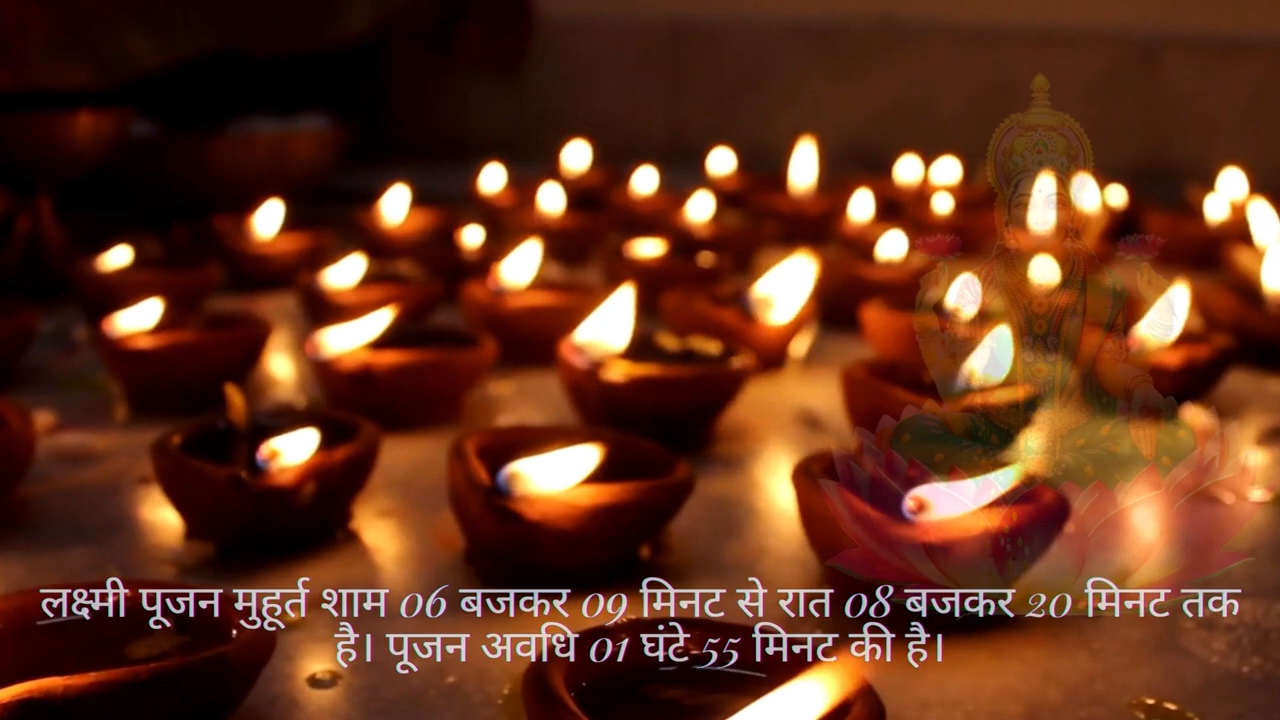 लक्ष्मी पूजन मुहूर्त शाम 06 बजकर 09 मिनट से रात 08 बजकर 20 मिनट तक
है। पूजन अवधि 01 घंटे 55 मिनट की है।